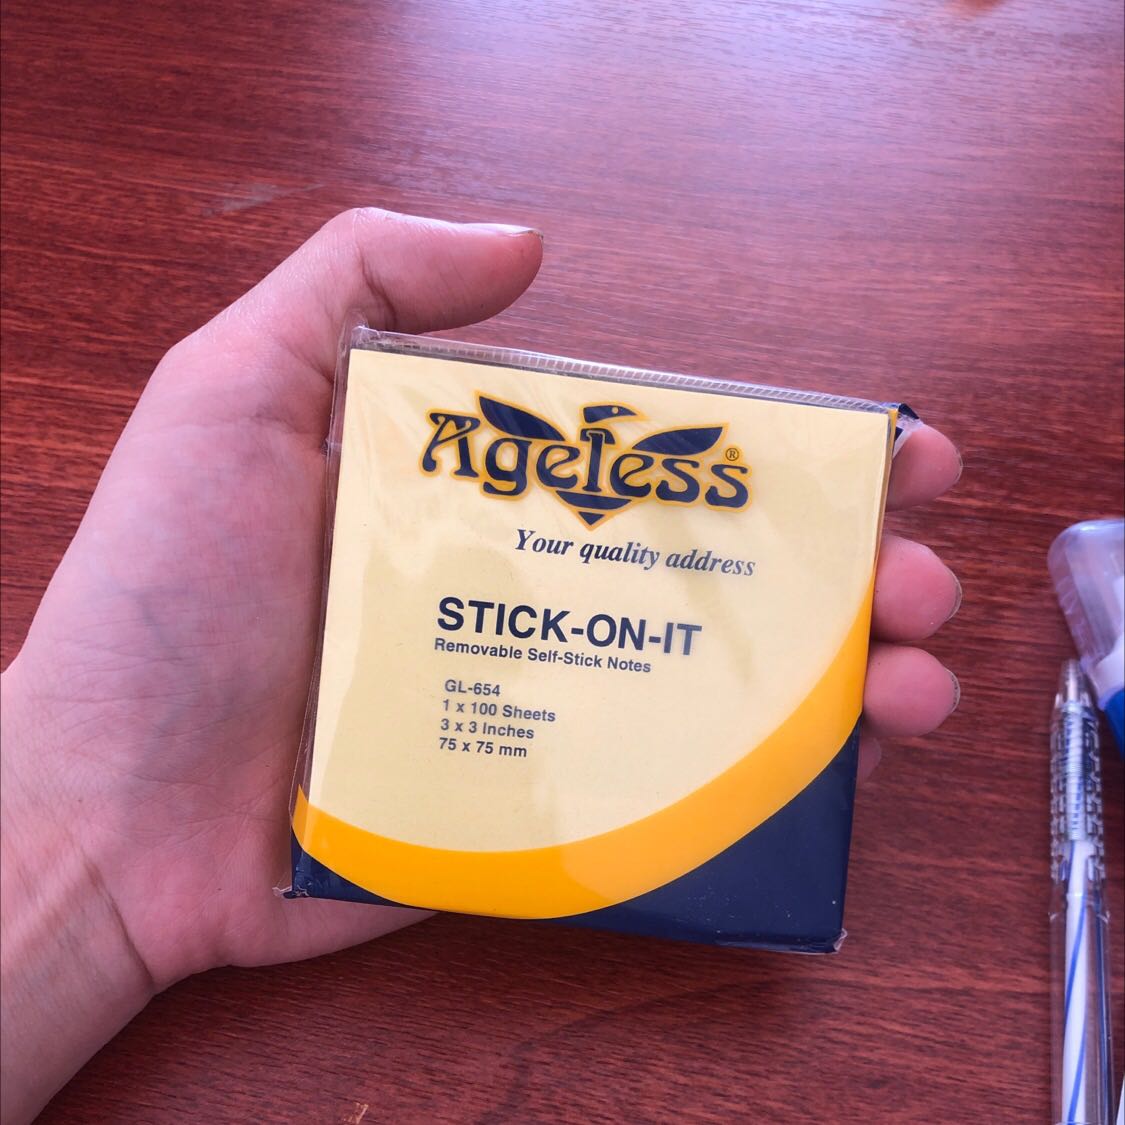 Ageless®
Your quality address
STICK-ON-IT
Removable Self-Stick Notes
GL-654
1 x 100 Sheets
3 x 3 Inches
75 x 75 mm